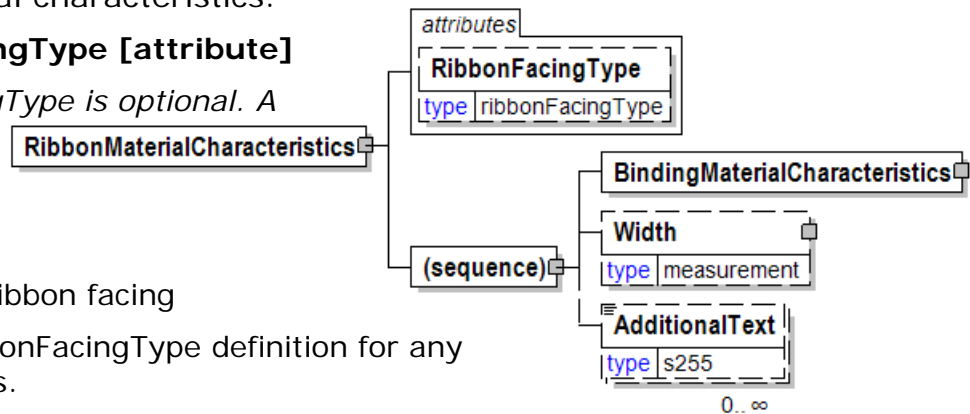 al characteristics.
ngType [attribute]
gType is optional. A
ibbon facing
onFacingType definition for any
s.
attributes
RibbonFacingType
type ribbonFacingType
RibbonMaterialCharacteristics
(sequence)
BindingMaterialCharacteristics
Width
type measurement
AdditionalText
type s255
0.. ∞